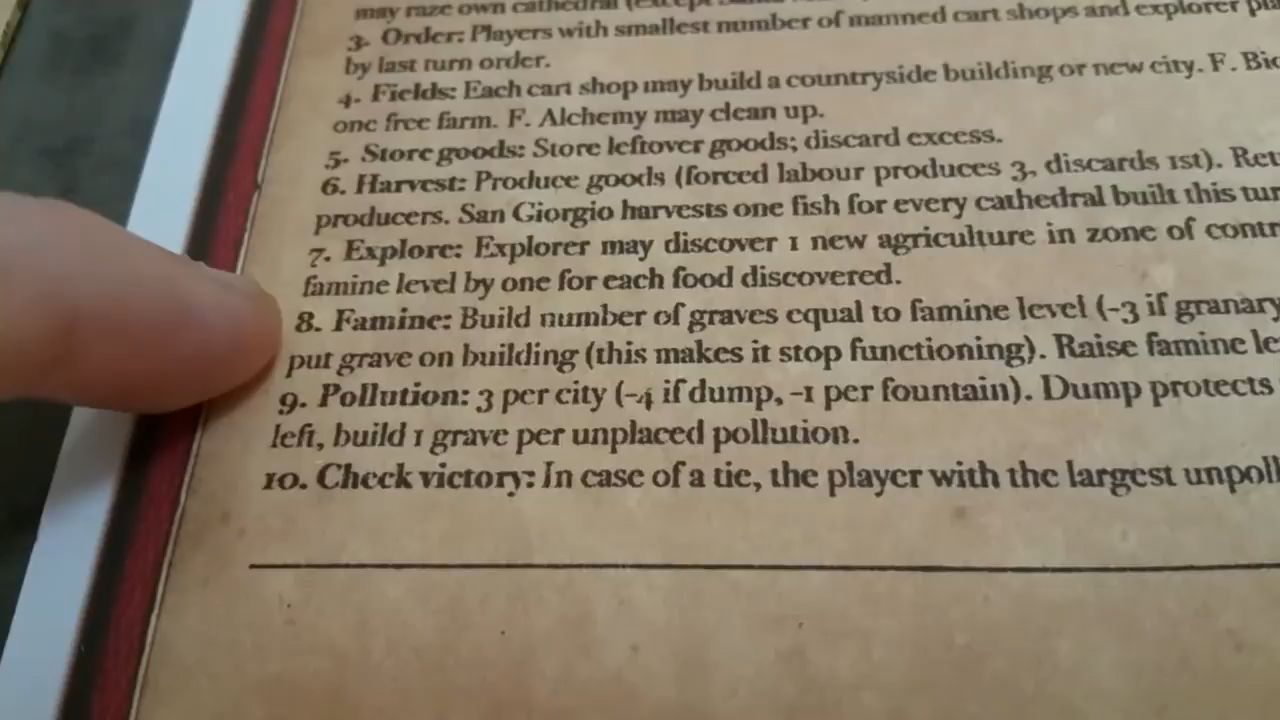 may raze own cathedral
3. Order: Players with smallest number of manned cart shops and explorer
by last turn order.
4. Fields: Each cart shop may build a countryside building or new city. F.
one free farm. F. Alchemy may clean up.
5. Store goods: Store leftover goods; discard excess.
6. Harvest: Produce goods (forced labour produces 3, discards 1st).
producers. San Giorgio harvests one fish for every cathedral built this
7. Explore: Explorer may discover 1 new agriculture in zone of
famine level by one for each food discovered.
8. Famine: Build number of graves equal to famine level (-3 if granary
put grave on building (this makes it stop functioning). Raise famine
9. Pollution: 3 per city (-4 if dump, -1 per fountain). Dump protects
left, build 1 grave per unplaced pollution.
10. Check victory: In case of a tie, the player with the largest